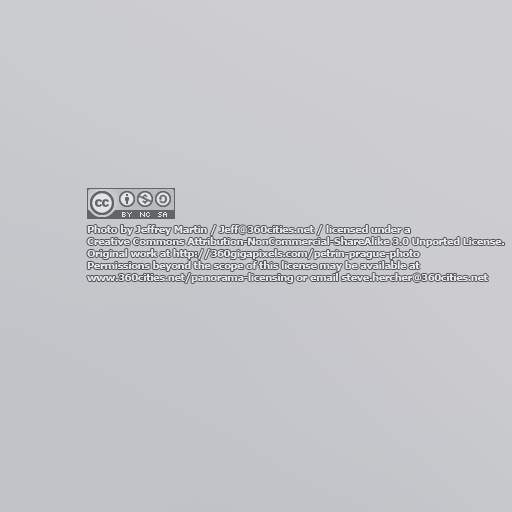 cc
BY NC SA
Photo by Jeffrey Martin / Jeff@360cities.net / licensed under a
Creative Commons Attribution-NonCommercial-ShareAlike 3.0 Unported License.
Original work at http://360gigapixels.com/petrin-prague-photo
Permissions beyond the scope of this license may be available at
www.360cities.net/panorama-licensing or email steve.hercher@360cities.net